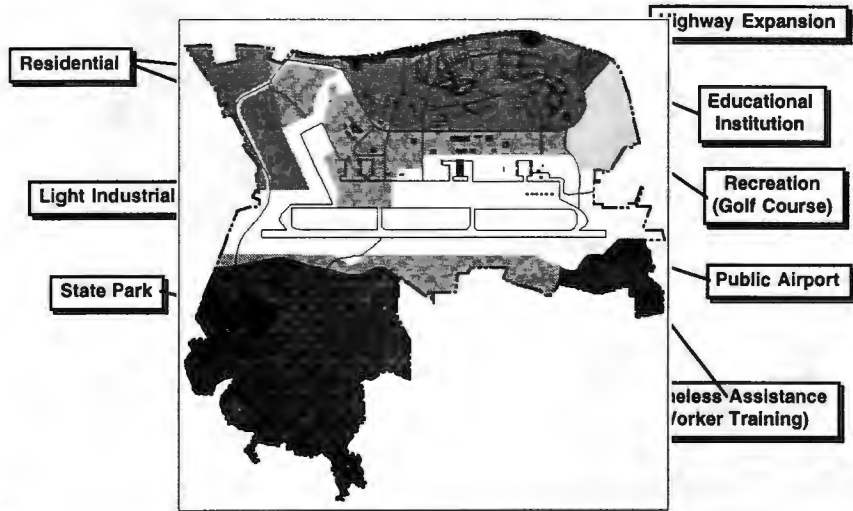 Highway Expansion
Residential
Educational
Institution
Light Industrial
Recreation
(Golf Course)
State Park
Public Airport
Assistance
Training)